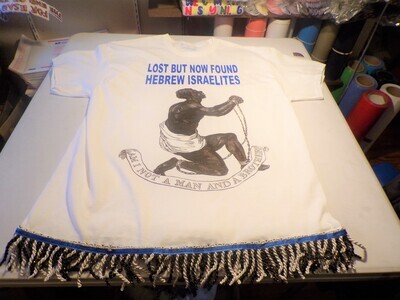 LOST BUT NOW FOUND
HEBREW ISRAELITES
AM I NOT A MAN AND A BROTHER